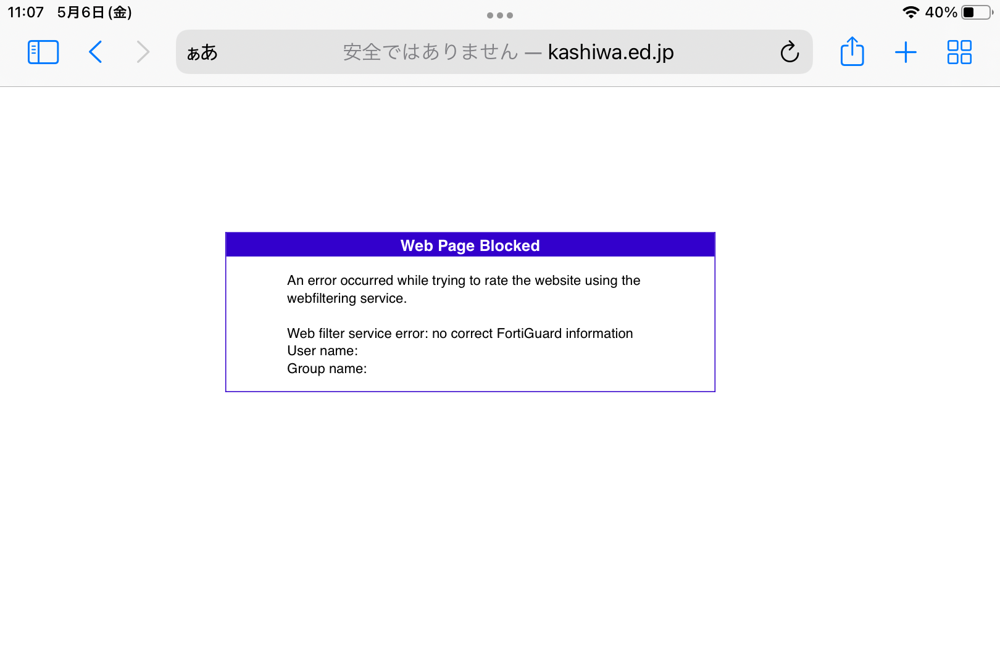 11:07 5月6日(金)
40%
ぁあ 安全ではありません — kashiwa.ed.jp
Web Page Blocked
An error occurred while trying to rate the website using the
webfiltering service.
Web filter service error: no correct FortiGuard information
User name:
Group name: